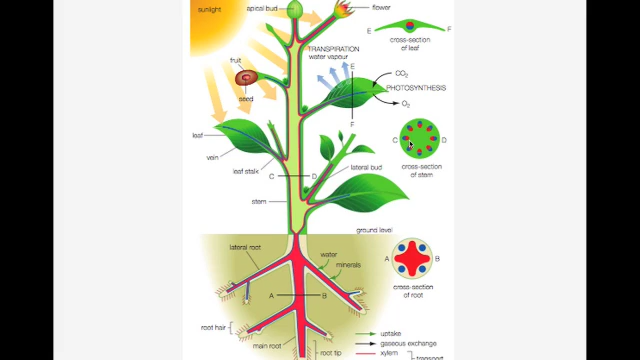 sunlight
apical bud
flower
E
F
cross-section
of leaf
TRANSPIRATION
water vapour
E
CO2
fruit
PHOTOSYNTHESIS
seed
O2
F
leaf
C
D
vein
lateral bud
leaf stalk
C
D
cross-section
of stem
stem
ground level
lateral root
water
minerals
A
B
A
B
cross-section
of root
root hair
uptake
gaseous exchange
main root
root tip
xylem
transport